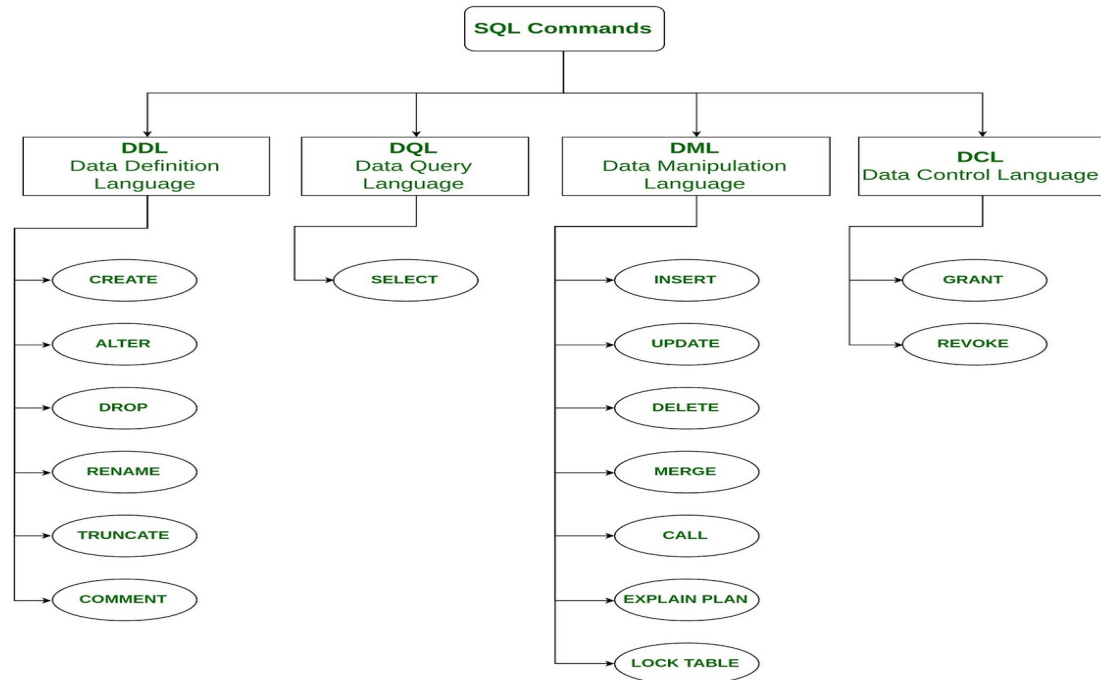 SQL Commands
DDL
Data Definition
Language
DQL
Data Query
Language
DML
Data Manipulation
Language
DCL
Data Control Language
CREATE
ALTER
DROP
RENAME
TRUNCATE
COMMENT
SELECT
INSERT
UPDATE
DELETE
MERGE
CALL
EXPLAIN PLAN
LOCK TABLE
GRANT
REVOKE